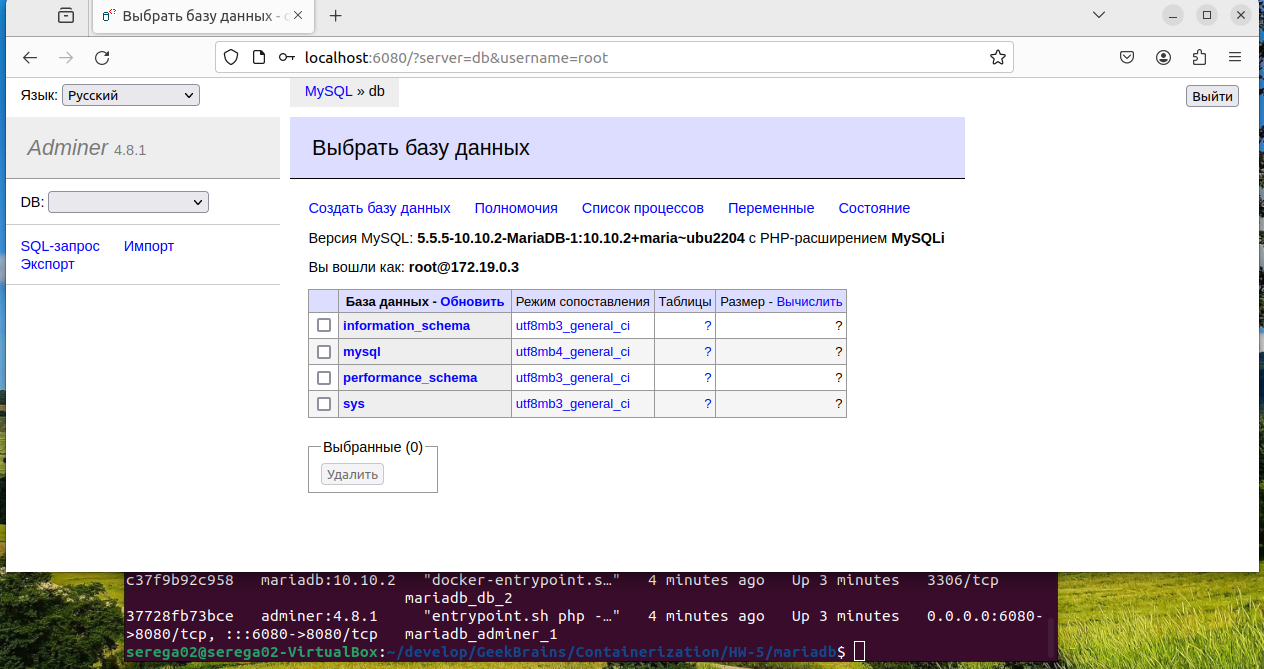 Выбрать базу данных - с
localhost:6080/?server=db&username=root
Язык: Русский
MySQL » db
Выйти
Adminer 4.8.1
Выбрать базу данных
DB:
Создать базу данных Полномочия Список процессов Переменные Состояние
SQL-запрос Импорт
Экспорт
Версия MySQL: 5.5.5-10.10.2-MariaDB-1:10.10.2+maria~ubu2204 с PHP-расширением MySQLi
Вы вошли как: root@172.19.0.3
База данных - Обновить Режим сопоставления Таблицы Размер - Вычислить
information_schema utf8mb3_general_ci ? ?
mysql utf8mb4_general_ci ? ?
performance_schema utf8mb3_general_ci ? ?
sys utf8mb3_general_ci ? ?
Выбранные (0)
Удалить
c37f9b92c958 mariadb:10.10.2 "docker-entrypoint.s…" 4 minutes ago Up 3 minutes 3306/tcp
mariadb_db_2
37728fb73bce adminer:4.8.1 "entrypoint.sh php -…" 4 minutes ago Up 3 minutes 0.0.0.0:6080-
>8080/tcp, :::6080->8080/tcp mariadb_adminer_1
serega02@serega02-VirtualBox:~/develop/GeekBrains/Containerization/HW-5/mariadb$